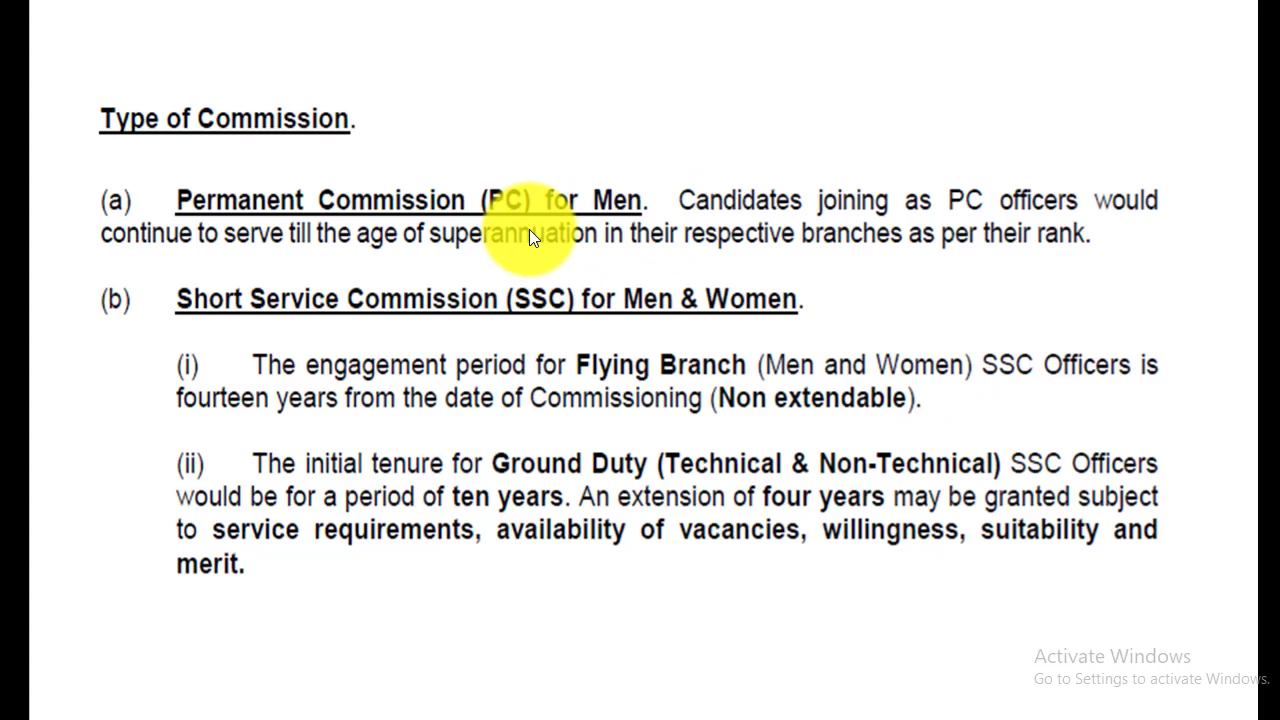 Type of Commission.
(a) Permanent Commission (PC) for Men. Candidates joining as PC officers would
continue to serve till the age of superannuation in their respective branches as per their rank.
(b) Short Service Commission (SSC) for Men & Women.
(i) The engagement period for Flying Branch (Men and Women) SSC Officers is
fourteen years from the date of Commissioning (Non extendable).
(ii) The initial tenure for Ground Duty (Technical & Non-Technical) SSC Officers
would be for a period of ten years. An extension of four years may be granted subject
to service requirements, availability of vacancies, willingness, suitability and
merit.
Activate Windows
Go to Settings to activate Windows.